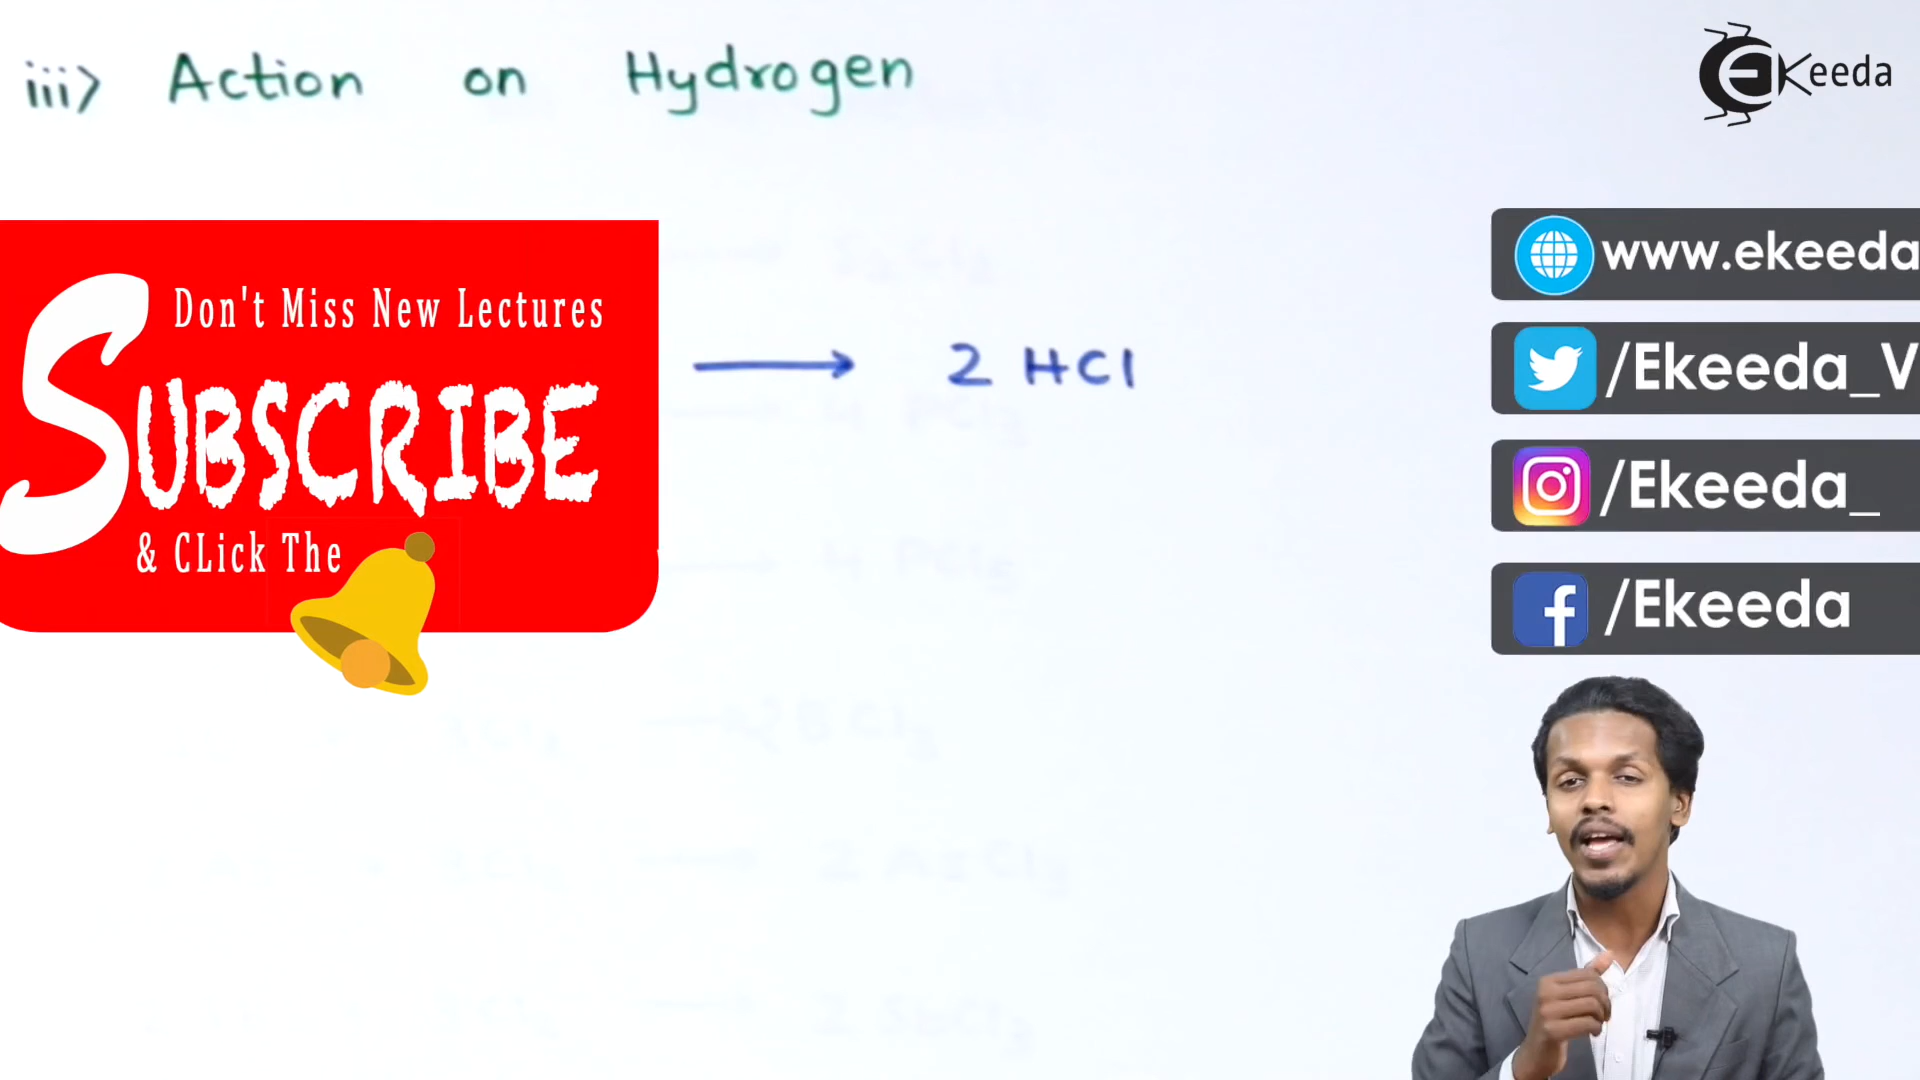 iii> Action on Hydrogen
EKeeda
Don't Miss New Lectures
SUBSCRIBE
& CLick The
→ 2 HCl
www.ekeeda
/Ekeeda_V
/Ekeeda_
/Ekeeda